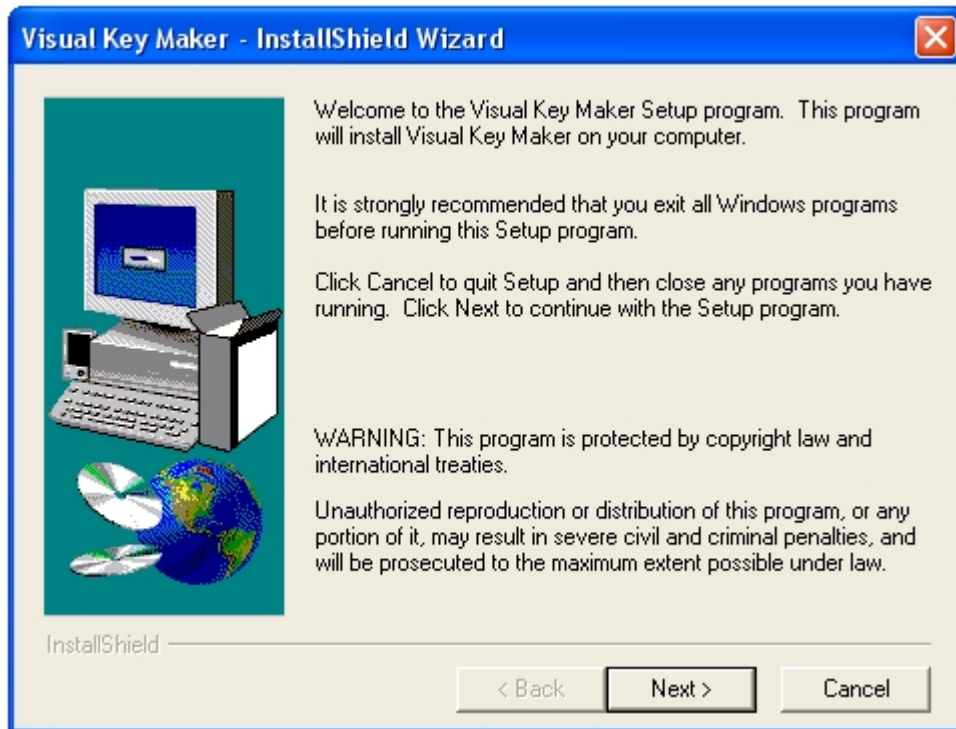 Visual Key Maker - InstallShield Wizard
Welcome to the Visual Key Maker Setup program. This program
will install Visual Key Maker on your computer.
It is strongly recommended that you exit all Windows programs
before running this Setup program.
Click Cancel to quit Setup and then close any programs you have
running. Click Next to continue with the Setup program.
WARNING: This program is protected by copyright law and
international treaties.
Unauthorized reproduction or distribution of this program, or any
portion of it, may result in severe civil and criminal penalties, and
will be prosecuted to the maximum extent possible under law.
InstallShield
< Back
Next >
Cancel